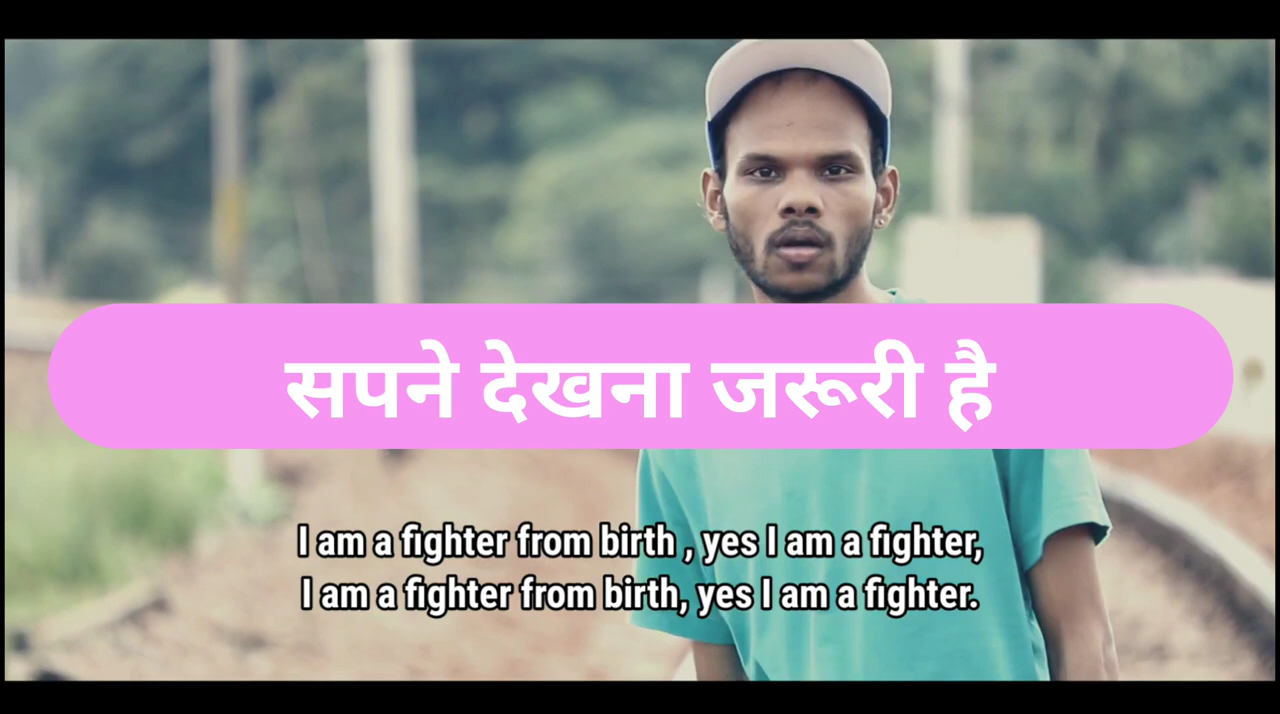 सपने देखना जरूरी है
I am a fighter from birth , yes I am a fighter,
I am a fighter from birth, yes I am a fighter.